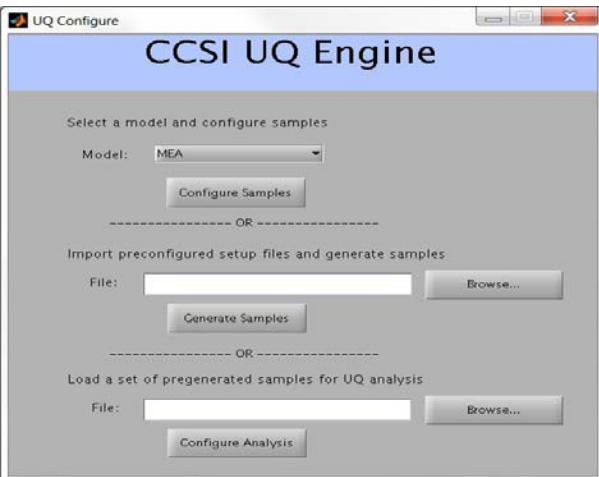 UQ Configure
CCSI UQ Engine
Select a model and configure samples
Model: MEA
Configure Samples
---------------- OR ----------------
Import preconfigured setup files and generate samples
File: Browse...
Generate Samples
---------------- OR ----------------
Load a set of pregenerated samples for UQ analysis
File: Browse...
Configure Analysis